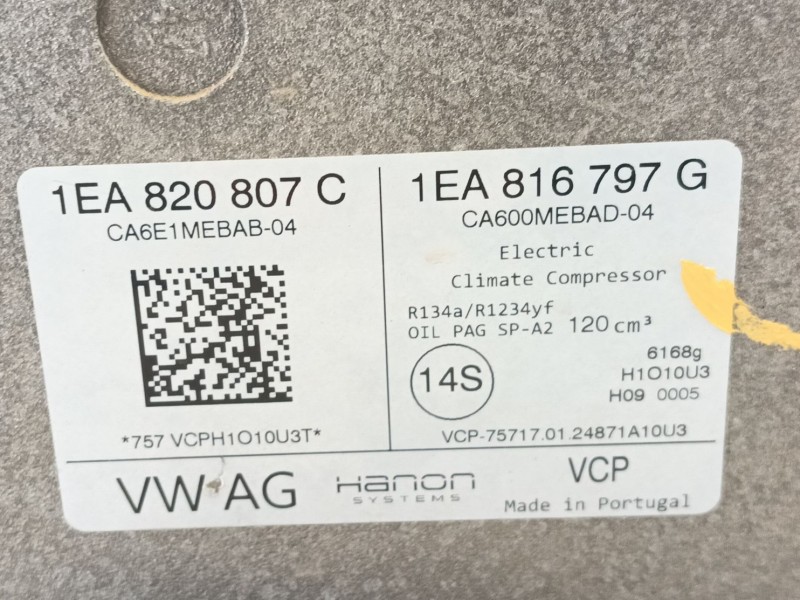 1EA 820 807 C
CA6E1MEBAB-04
*757 VCPH1O10U3T*
1EA 816 797 G
CA600MEBAD-04
Electric
Climate Compressor
R134a/R1234yf
OIL PAG SP-A2 120 cm³
14S
6168g
H1O10U3
H09 0005
VCP-75717.01.24871A10U3
VW AG
Hanon
SYSTEMS
VCP
Made in Portugal